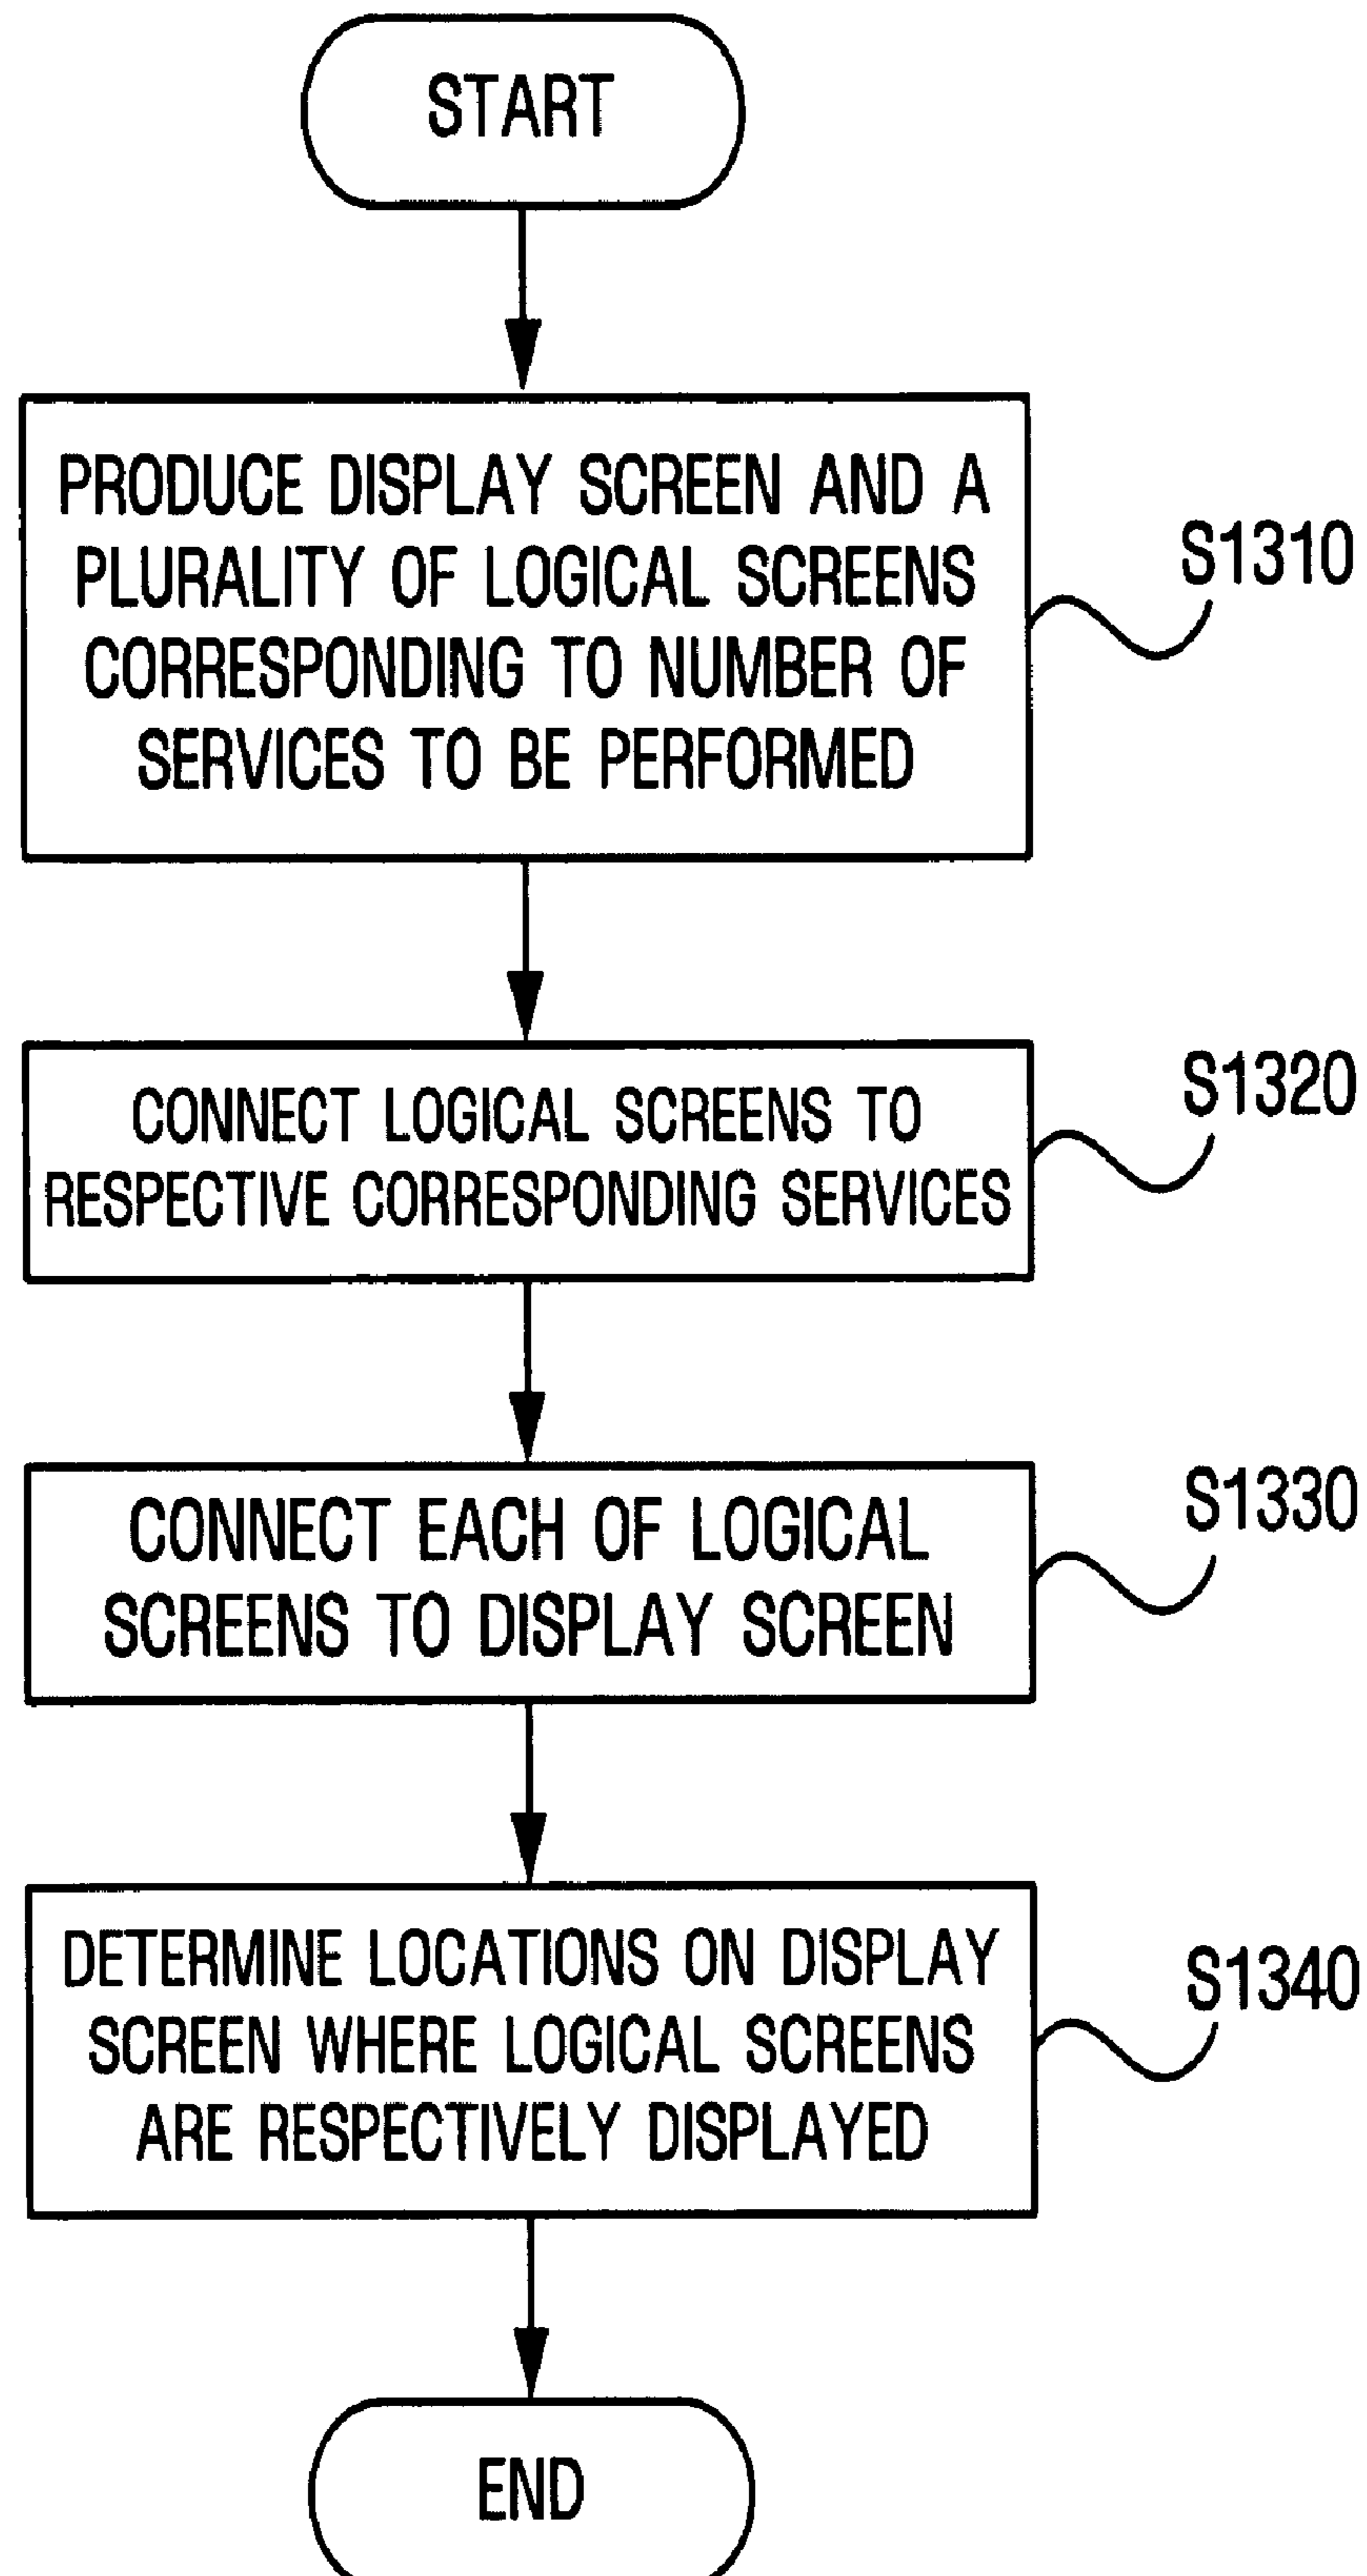 START
PRODUCE DISPLAY SCREEN AND A
PLURALITY OF LOGICAL SCREENS
CORRESPONDING TO NUMBER OF
SERVICES TO BE PERFORMED
S1310
CONNECT LOGICAL SCREENS TO
RESPECTIVE CORRESPONDING SERVICES
S1320
CONNECT EACH OF LOGICAL
SCREENS TO DISPLAY SCREEN
S1330
DETERMINE LOCATIONS ON DISPLAY
SCREEN WHERE LOGICAL SCREENS
ARE RESPECTIVELY DISPLAYED
S1340
END